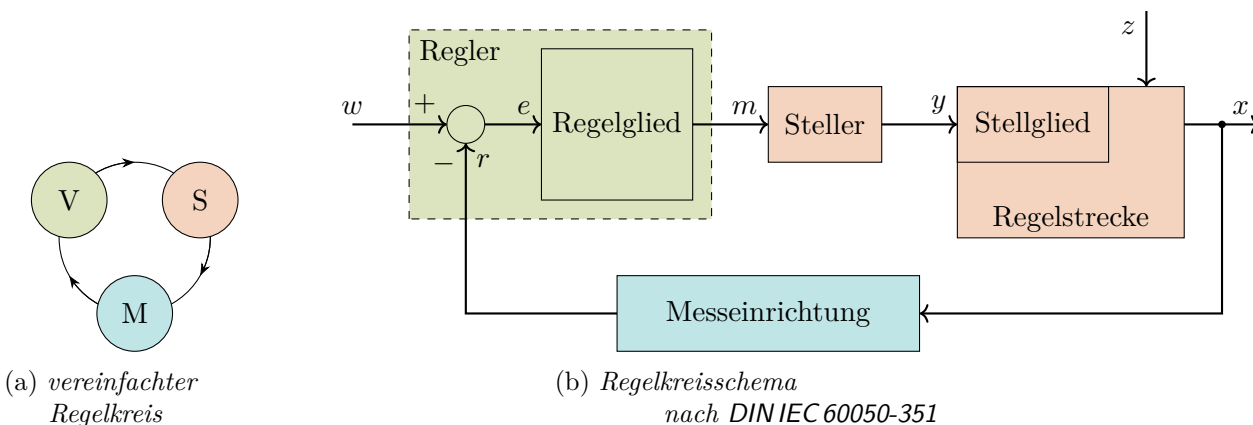 V
S
M
(a) vereinfachter
Regelkreis
Regler
w
+
−
r
e
Regelglied
m
Steller
y
Stellglied
Regelstrecke
z
x
Messeinrichtung
(b) Regelkreisschema
nach DIN IEC 60050-351